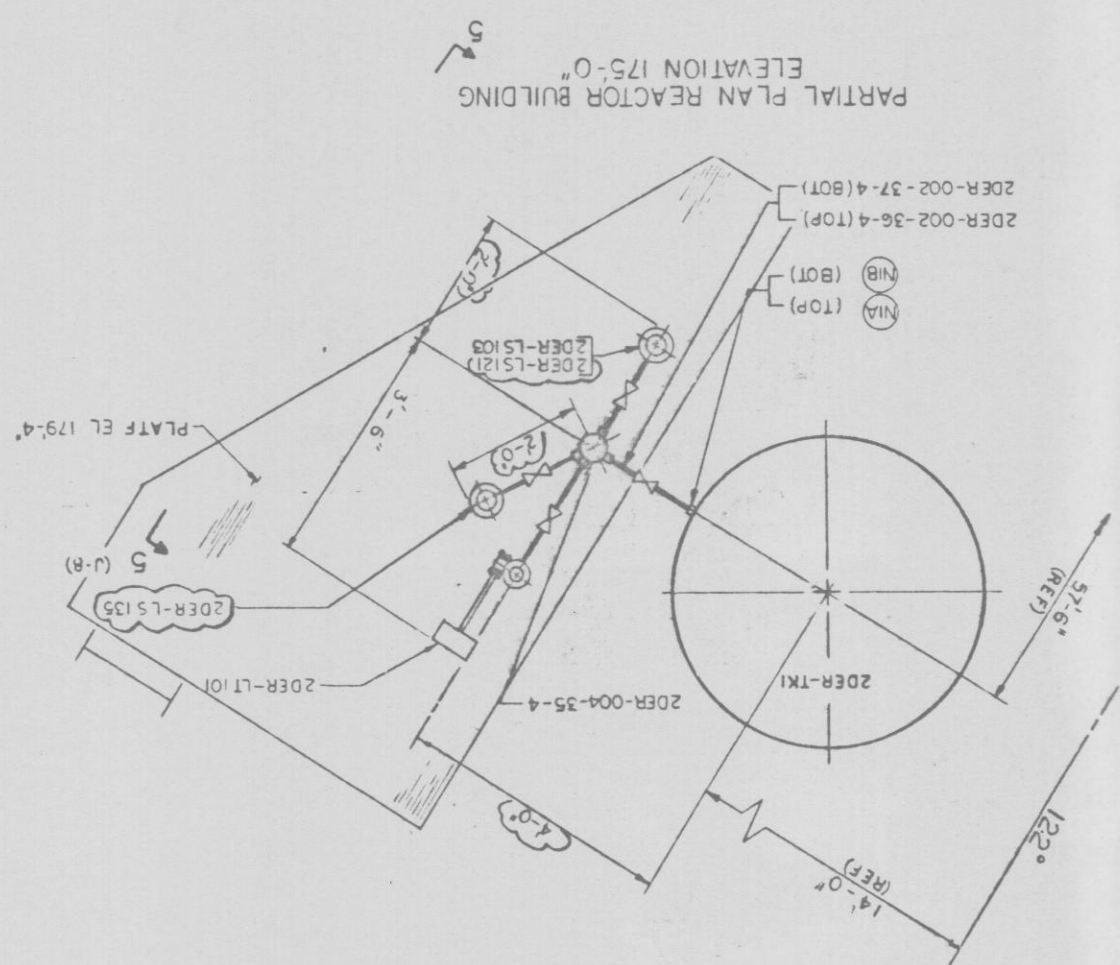 14'-0"
(REF)
122°
4'-0"
2DER-004-35-4
2DER-LT101
2DER-TK1
57'-6"
(REF)
2DER-LS135
5 (J-8)
2'-0"
3'-6"
PLATF EL 179'-4"
2DER-LS121
2DER-LS103
N1A (TOP)
N1B (BOT)
2'-0"
2DER-002-36-4 (TOP)
2DER-002-37-4 (BOT)
PARTIAL PLAN REACTOR BUILDING
ELEVATION 175'-0"
5